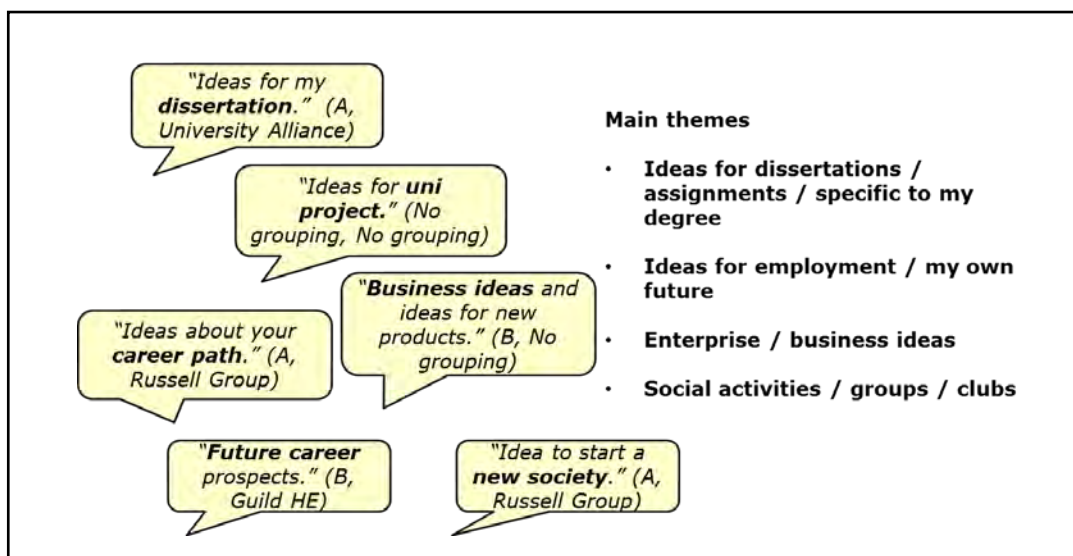 "Ideas for my
dissertation." (A,
University Alliance)
"Ideas for uni
project." (No
grouping, No grouping)
"Business ideas and
ideas for new
products." (B, No
grouping)
"Ideas about your
career path." (A,
Russell Group)
"Future career
prospects." (B,
Guild HE)
"Idea to start a
new society." (A,
Russell Group)
Main themes
• Ideas for dissertations /
assignments / specific to my
degree
• Ideas for employment / my own
future
• Enterprise / business ideas
• Social activities / groups / clubs